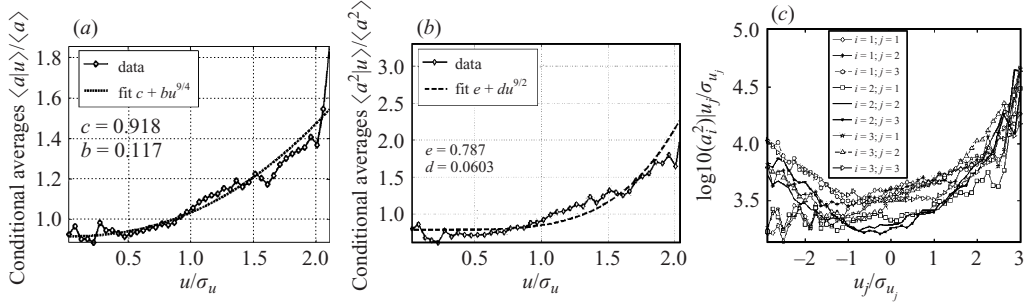 (a)
Conditional averages ⟨a|u⟩/⟨a⟩
1.8
1.6
1.4
1.2
1.0
data
fit c + bu^9/4
c = 0.918
b = 0.117
0.5
1.0
1.5
2.0
u/σ_u
(b)
Conditional averages ⟨a²|u⟩/⟨a²⟩
3.0
2.5
2.0
1.5
1.0
data
fit e + du^9/2
e = 0.787
d = 0.0603
0.5
1.0
1.5
2.0
u/σ_u
(c)
log10(a_i²)|u_j/σ_{u_j}
5.0
4.5
4.0
3.5
i = 1; j = 1
i = 1; j = 2
i = 1; j = 3
i = 2; j = 1
i = 2; j = 2
i = 2; j = 3
i = 3; j = 1
i = 3; j = 2
i = 3; j = 3
−2
−1
0
1
2
3
u_j/σ_{u_j}